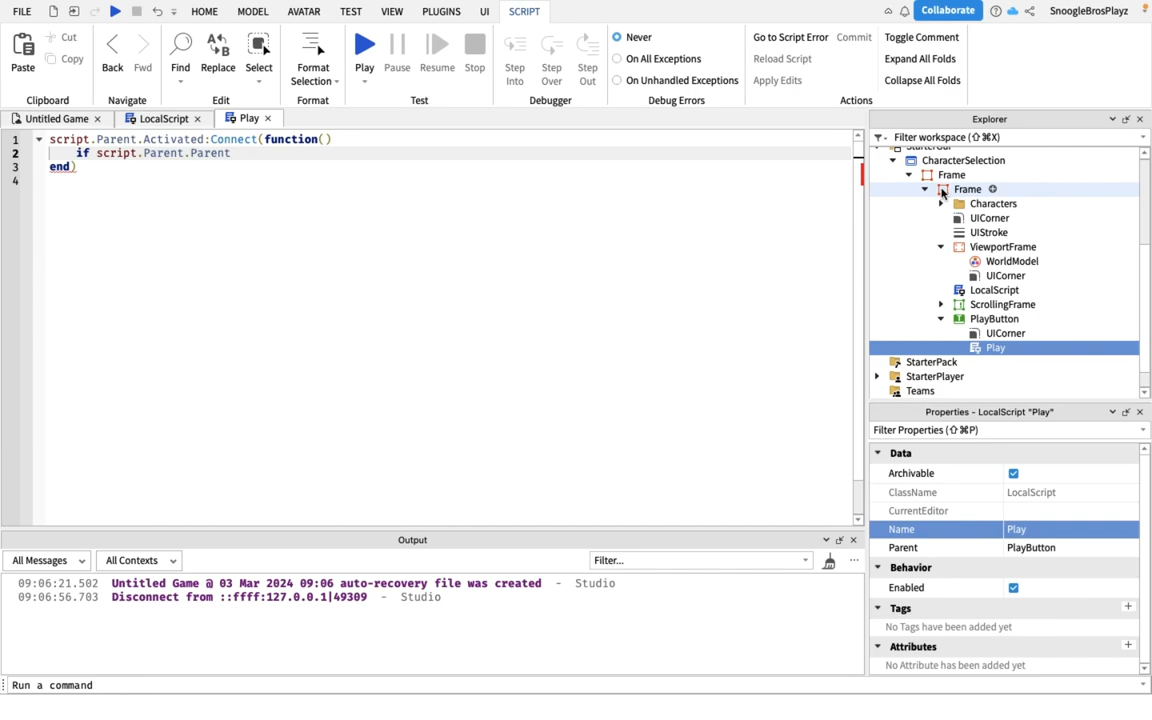 FILE HOME MODEL AVATAR TEST VIEW PLUGINS UI SCRIPT Collaborate SnoogleBrosPlayz
Paste Cut Copy Back Fwd Find Replace Select Format Selection Play Pause Resume Stop Step Into Step Over Step Out
Never
On All Exceptions
On Unhandled Exceptions
Go to Script Error Commit
Reload Script
Apply Edits
Toggle Comment
Expand All Folds
Collapse All Folds
Clipboard Navigate Edit Format Test Debugger Debug Errors Actions
Untitled Game × LocalScript × Play ×
1 script.Parent.Activated:Connect(function()
2 if script.Parent.Parent
3 end)
4
Explorer
Filter workspace (⇧⌘X)
StarterGui
CharacterSelection
Frame
Frame
Characters
UICorner
UIStroke
ViewportFrame
WorldModel
UICorner
LocalScript
ScrollingFrame
PlayButton
UICorner
Play
StarterPack
StarterPlayer
Teams
Properties - LocalScript "Play"
Filter Properties (⇧⌘P)
Data
Archivable
ClassName LocalScript
CurrentEditor
Name Play
Parent PlayButton
Behavior
Enabled
Tags
No Tags have been added yet
Attributes
No Attribute has been added yet
Output
All Messages All Contexts Filter...
09:06:21.502 Untitled Game @ 03 Mar 2024 09:06 auto-recovery file was created - Studio
09:06:56.703 Disconnect from ::ffff:127.0.0.1|49309 - Studio
Run a command